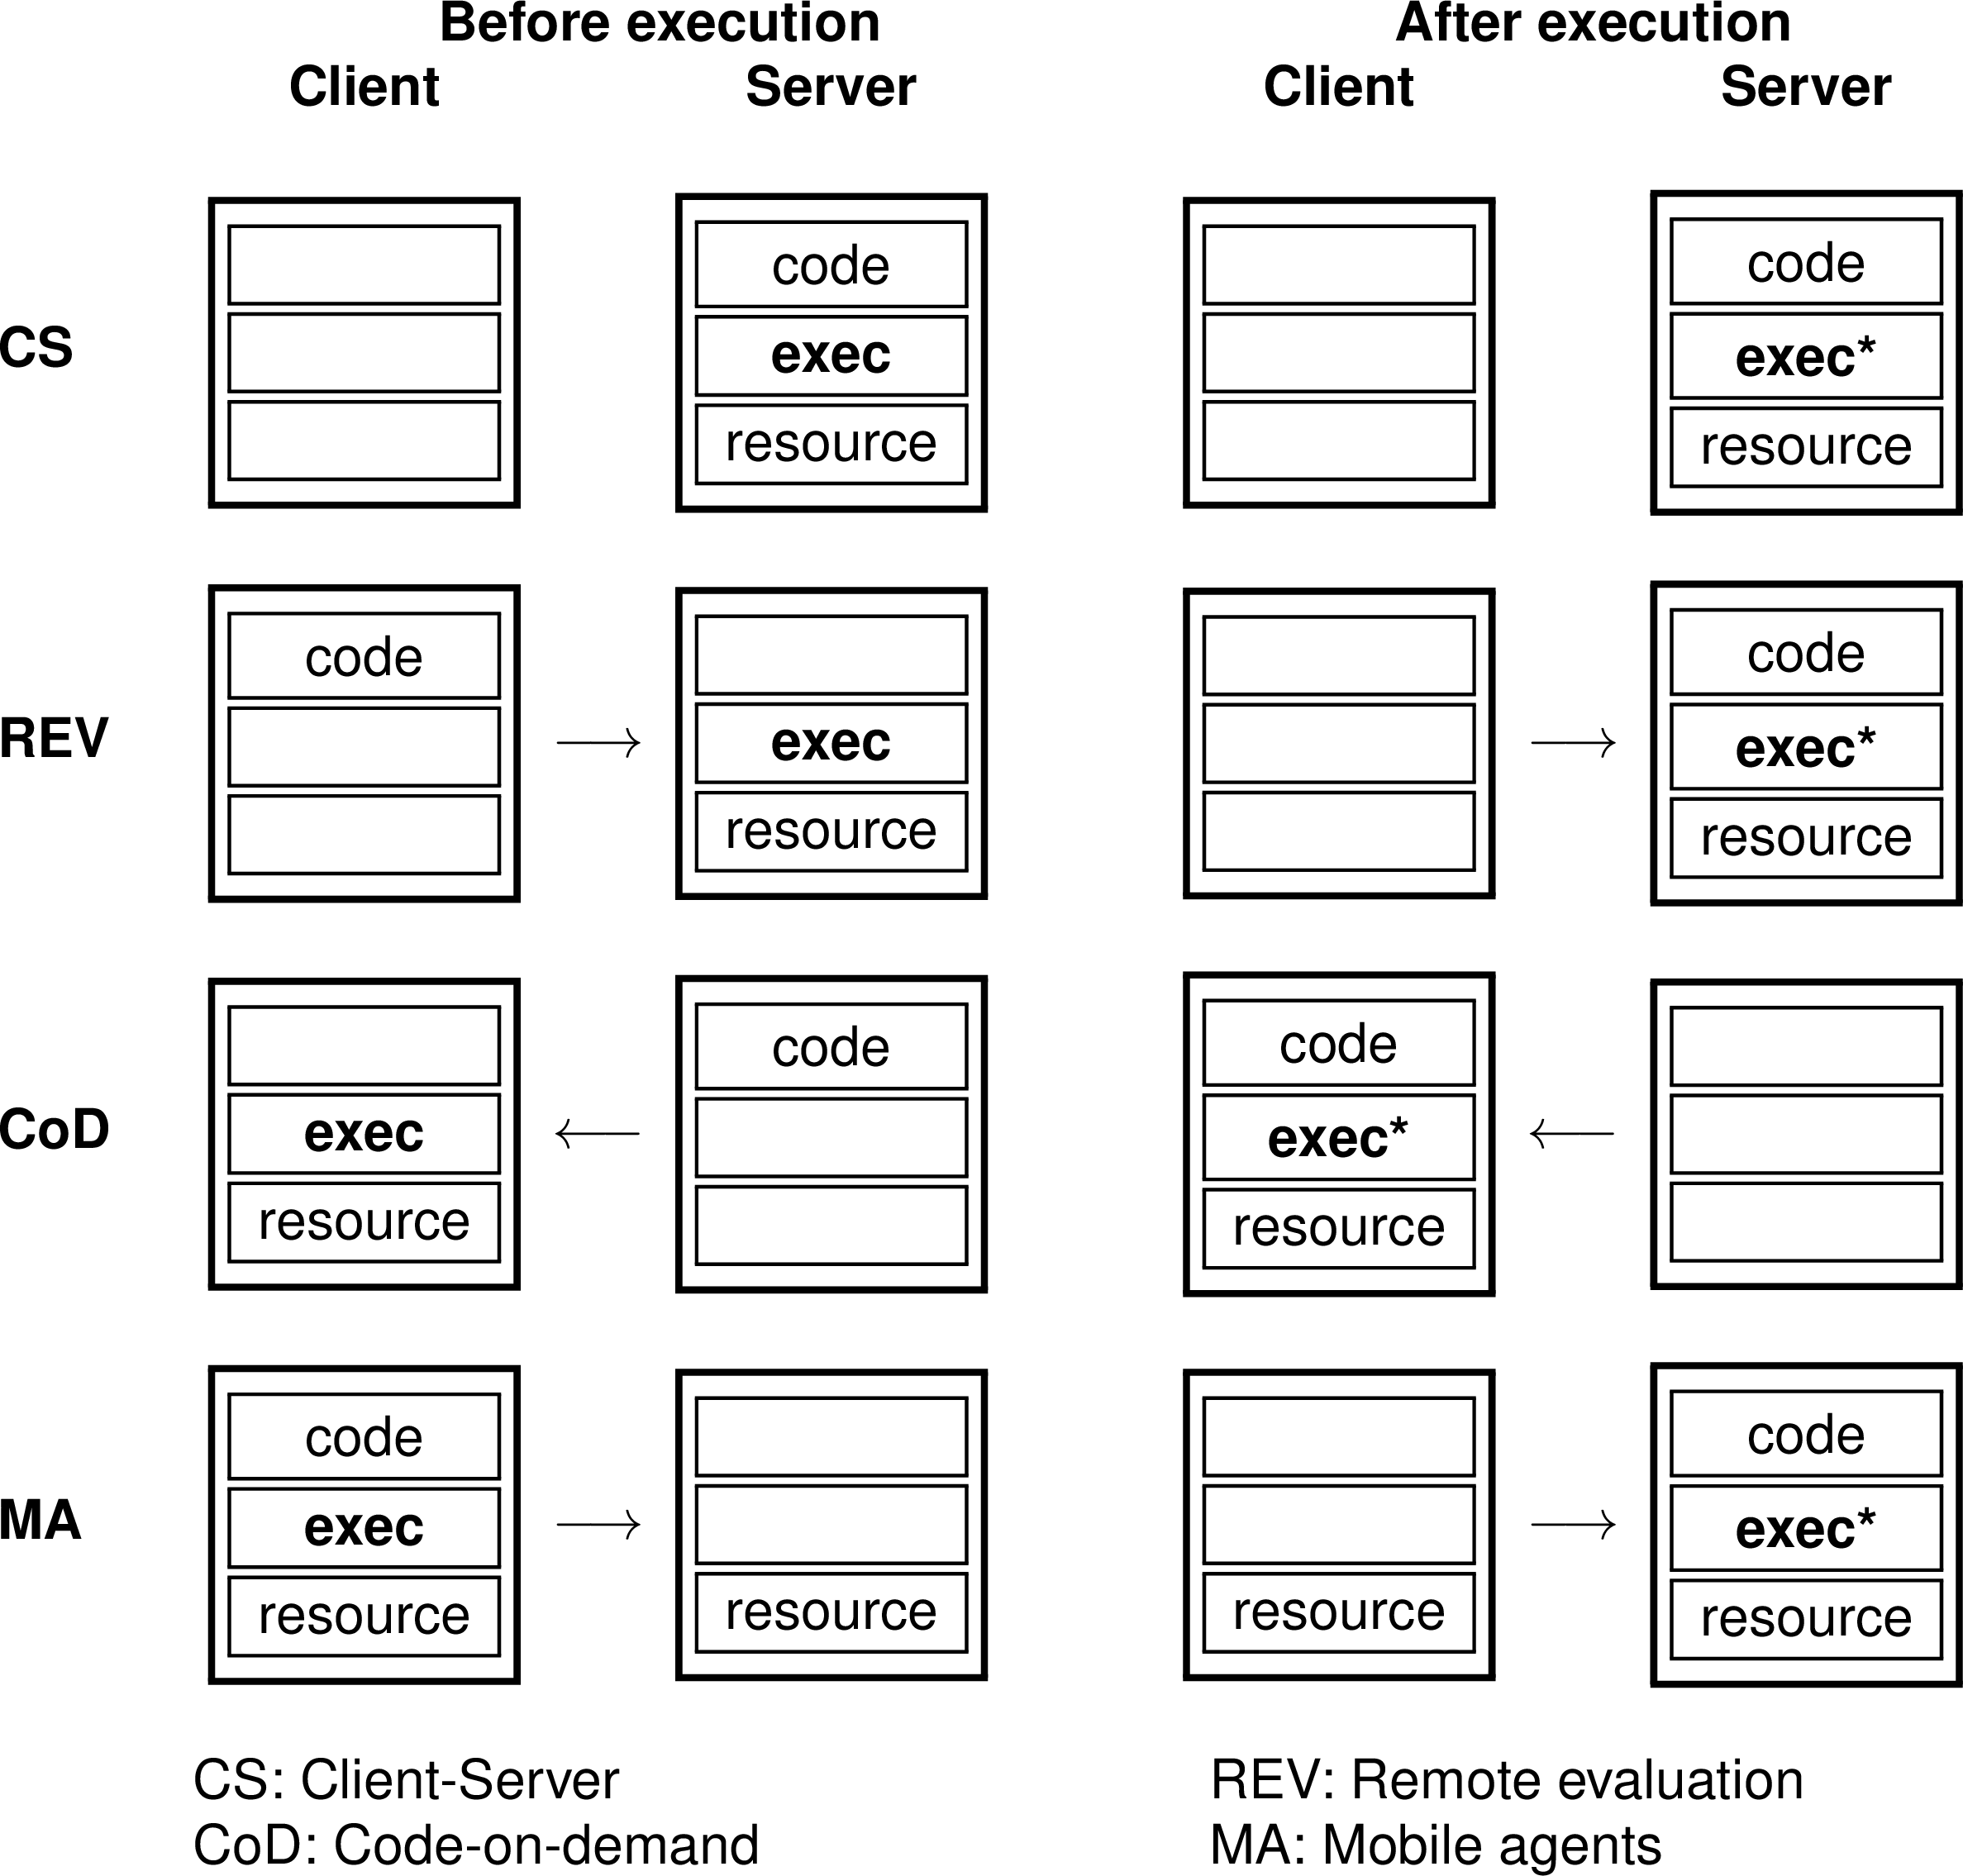 Before execution After execution
Client Server Client Server
code code
CS exec exec*
resource resource
code code
REV exec exec*
resource resource
code code
CoD exec exec*
resource resource
code code
MA exec exec*
resource resource resource resource
CS: Client-Server REV: Remote evaluation
CoD: Code-on-demand MA: Mobile agents